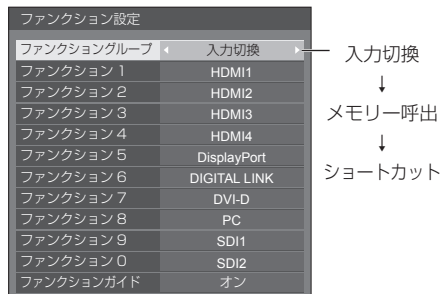 ファンクション設定
ファンクショングループ 入力切換
ファンクション 1 HDMI1
ファンクション 2 HDMI2
ファンクション 3 HDMI3
ファンクション 4 HDMI4
ファンクション 5 DisplayPort
ファンクション 6 DIGITAL LINK
ファンクション 7 DVI-D
ファンクション 8 PC
ファンクション 9 SDI1
ファンクション 0 SDI2
ファンクションガイド オン
入力切換
↓
メモリー呼出
↓
ショートカット